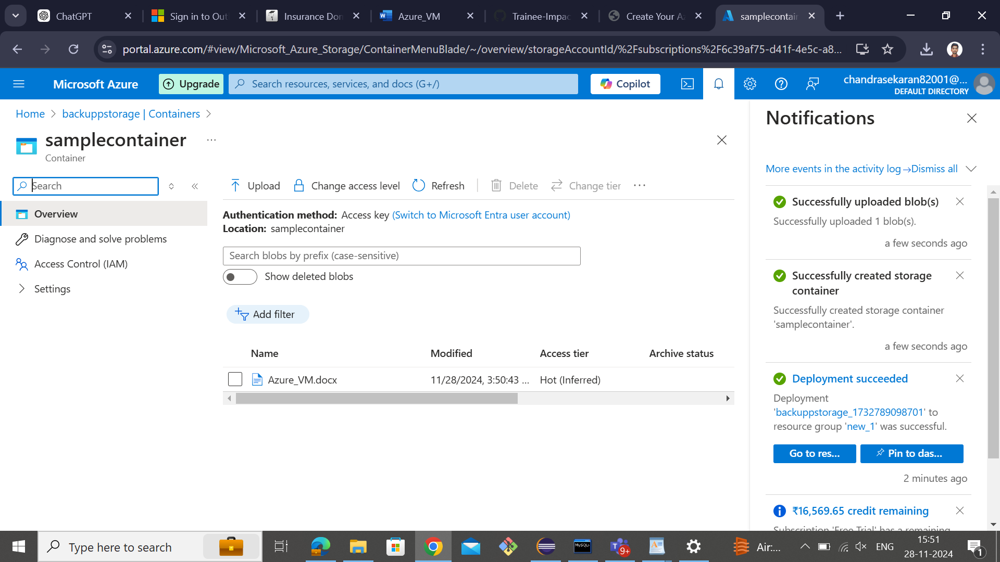 ChatGPT
Sign in to Out
Insurance Don
Azure_VM
Trainee-Impac
Create Your A
samplecontain
portal.azure.com/#view/Microsoft_Azure_Storage/ContainerMenuBlade/~/overview/storageAccountId/%2Fsubscriptions%2F6c39af75-d41f-4e5c-a8...
Microsoft Azure
Upgrade
Search resources, services, and docs (G+/)
Copilot
chandrasekaran82001@...
DEFAULT DIRECTORY
Home > backuppstorage | Containers >
samplecontainer ...
Container
Search
Overview
Diagnose and solve problems
Access Control (IAM)
Settings
Upload
Change access level
Refresh
Delete
Change tier
...
Authentication method: Access key (Switch to Microsoft Entra user account)
Location: samplecontainer
Search blobs by prefix (case-sensitive)
Show deleted blobs
Add filter
Name Modified Access tier Archive status
Azure_VM.docx 11/28/2024, 3:50:43 ... Hot (Inferred)
Notifications
More events in the activity log → Dismiss all
Successfully uploaded blob(s)
Successfully uploaded 1 blob(s).
a few seconds ago
Successfully created storage
container
Successfully created storage container
'samplecontainer'.
a few seconds ago
Deployment succeeded
Deployment
'backuppstorage_1732789098701' to
resource group 'new_1' was successful.
Go to res...
Pin to das...
2 minutes ago
₹16,569.65 credit remaining
Subscription 'Free Trial' has a remaining
Type here to search
MySQL
9+
Air:...
ENG
15:51
28-11-2024
1